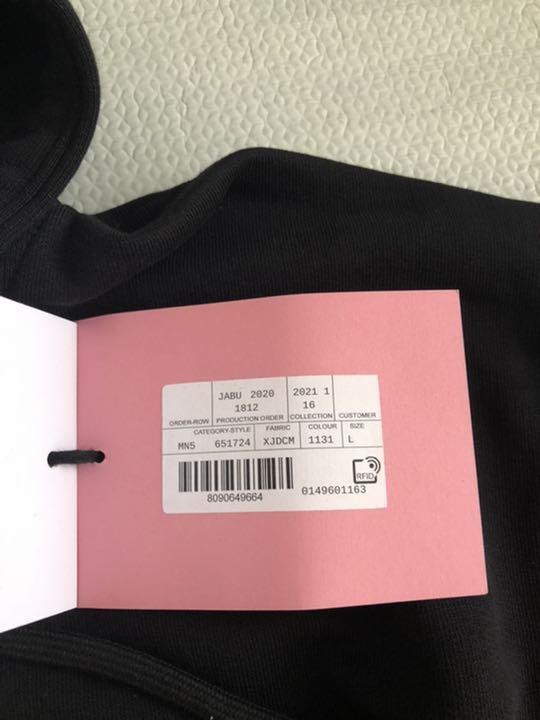 JABU 2020 2021 1
1812 16
ORDER-ROW PRODUCTION ORDER COLLECTION CUSTOMER
CATEGORY-STYLE FABRIC COLOUR SIZE
MN5 651724 XJDCM 1131 L
RFID
8090649664 0149601163